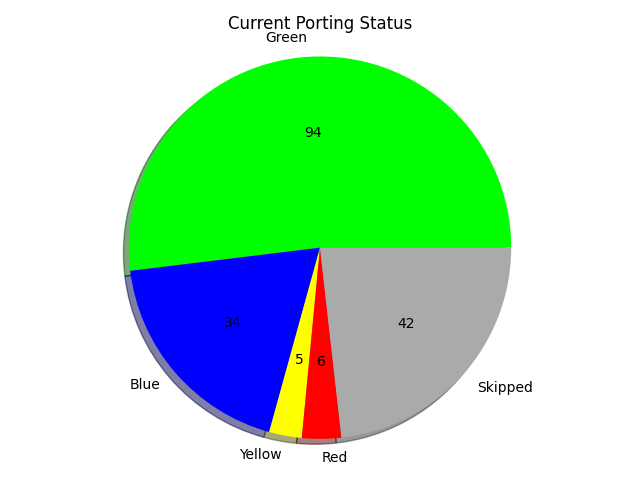 Current Porting Status
Green
94
34
5
6
42
Blue
Skipped
Yellow
Red